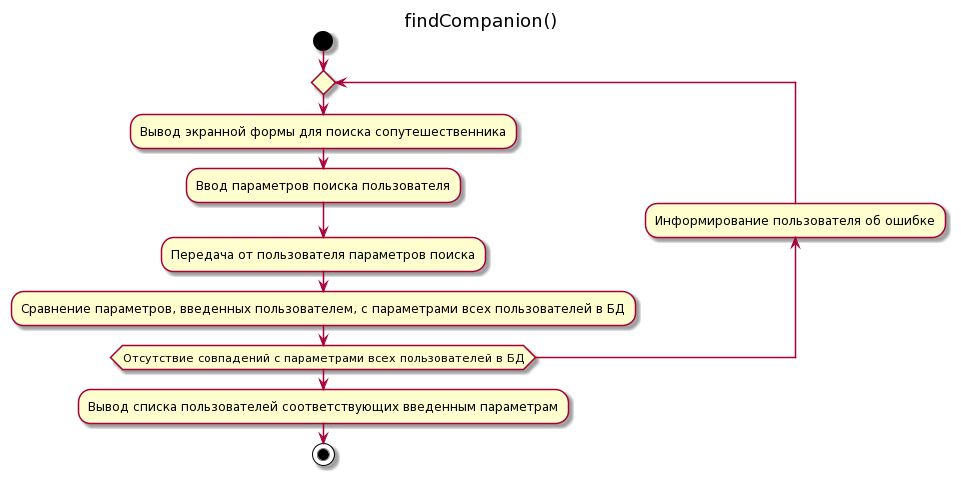 findCompanion()
Вывод экранной формы для поиска сопутешественника
Ввод параметров поиска пользователя
Информирование пользователя об ошибке
Передача от пользователя параметров поиска
Сравнение параметров, введенных пользователем, с параметрами всех пользователей в БД
Отсутствие совпадений с параметрами всех пользователей в БД
Вывод списка пользователей соответствующих введенным параметрам